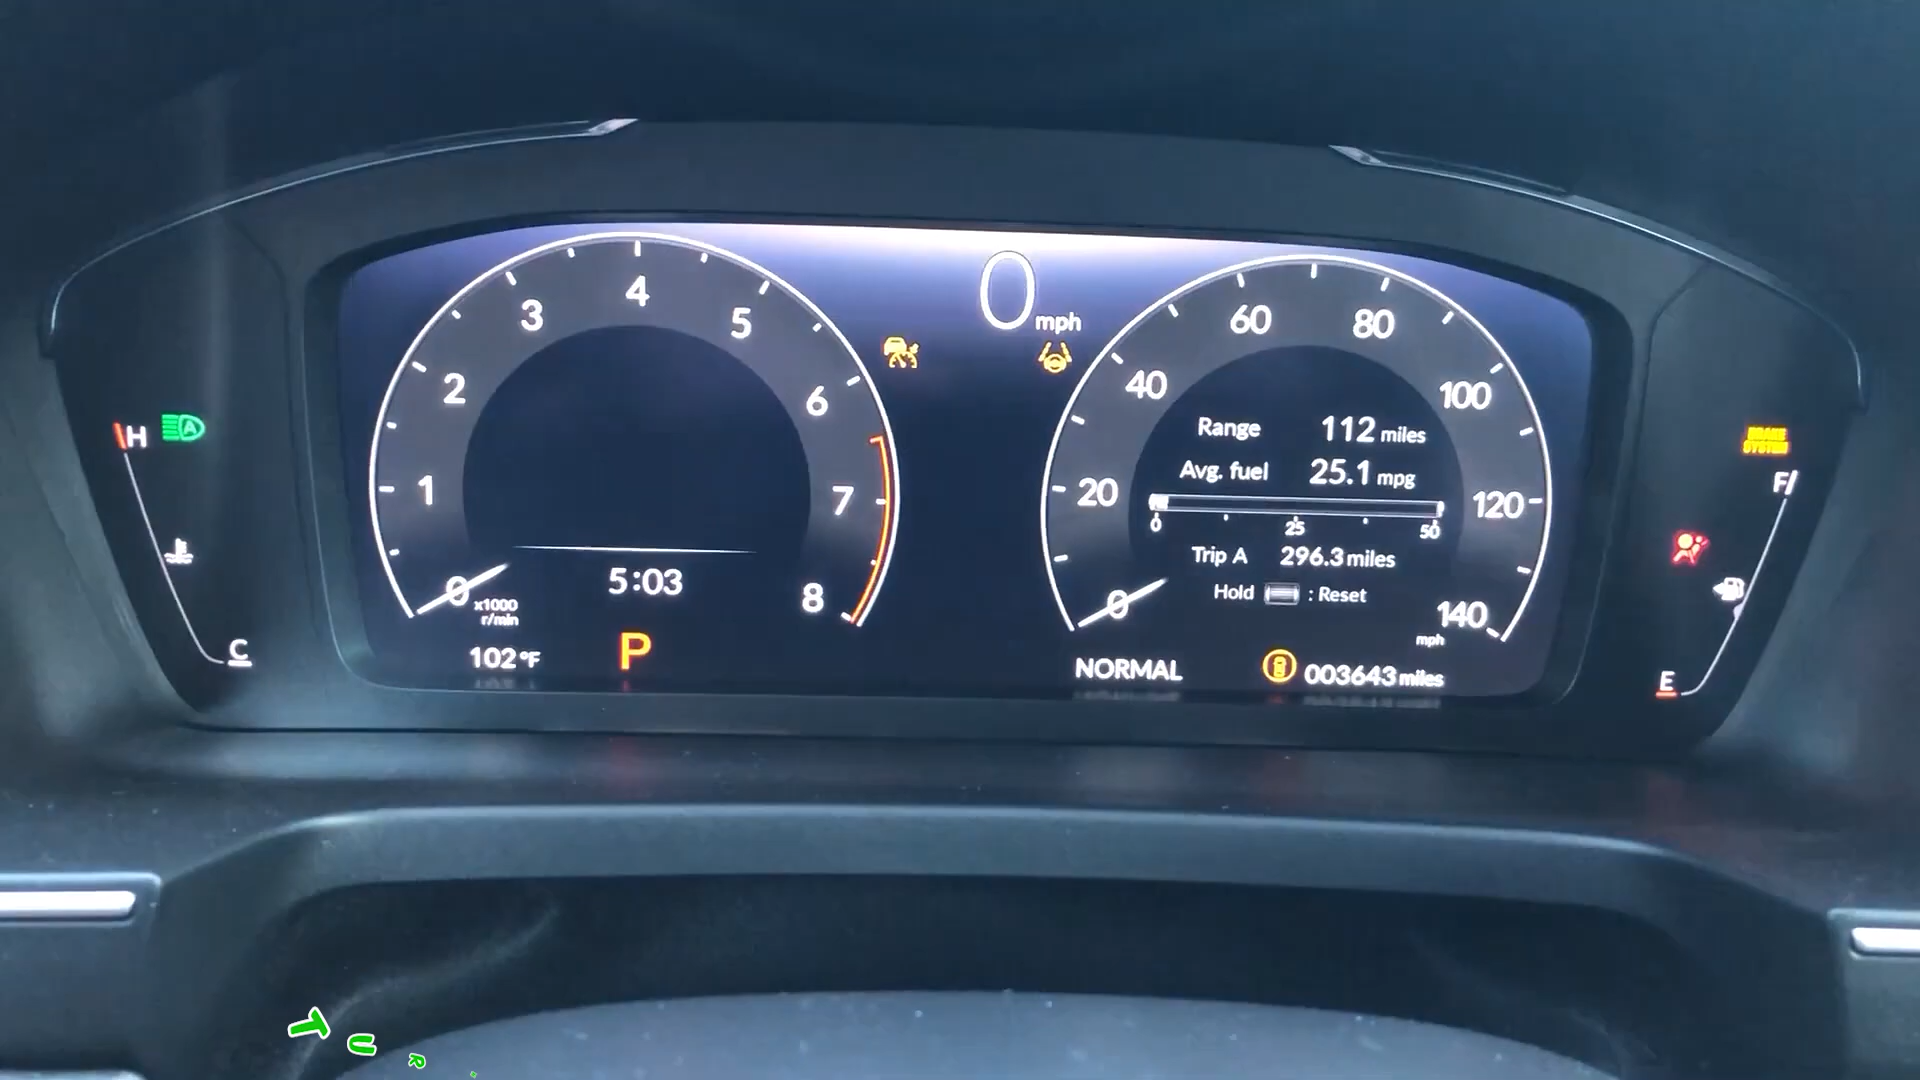 0 mph
1 2 3 4 5 6 7 8
0 x1000 r/min
5:03
102°F
P
0 20 40 60 80 100 120 140
mph
Range 112 miles
Avg. fuel 25.1 mpg
0 25 50
Trip A 296.3 miles
Hold : Reset
NORMAL
003643 miles
H
A
C
BRAKE
SYSTEM
F
E
T U R